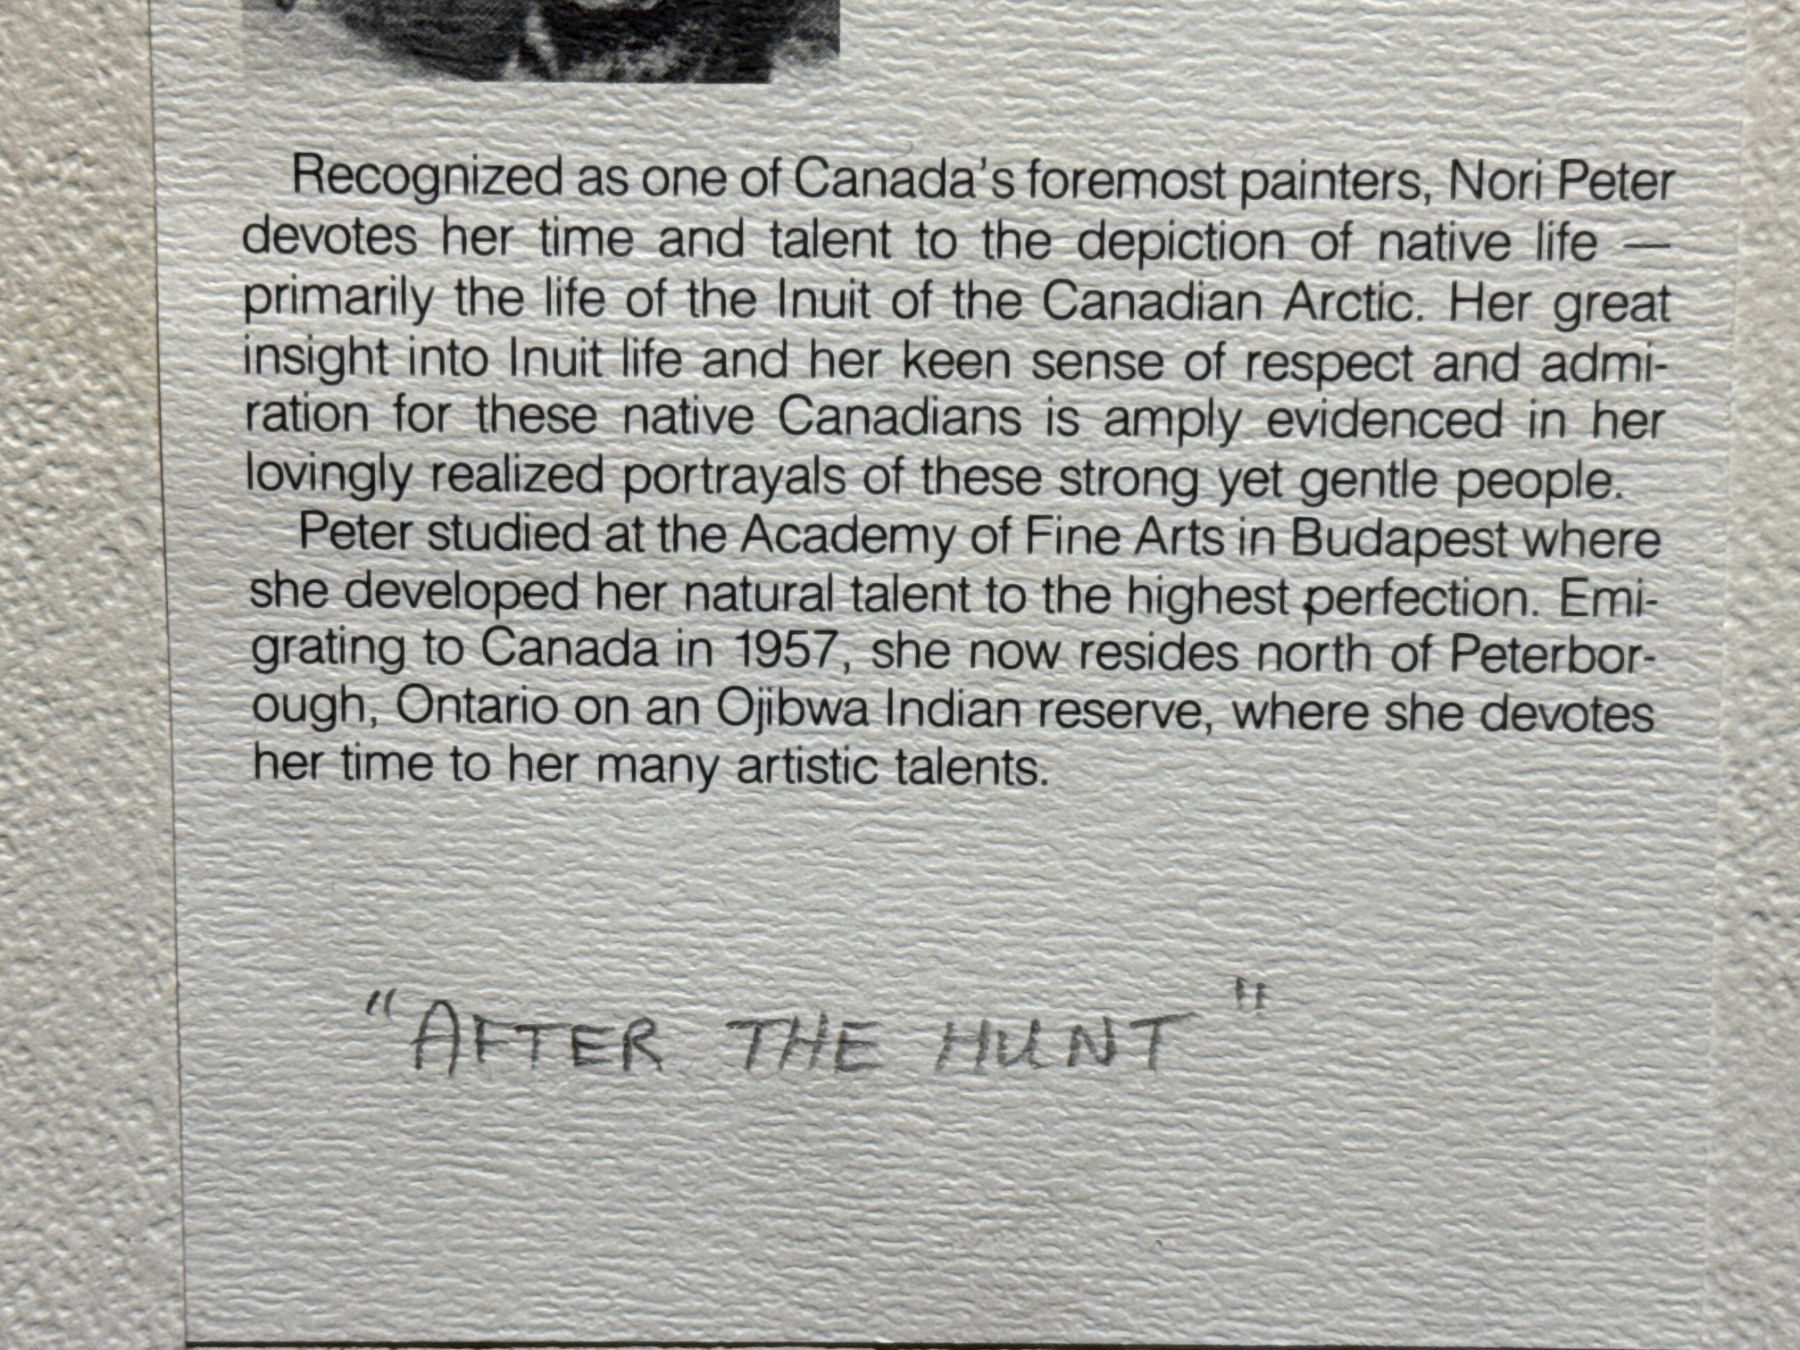 Recognized as one of Canada's foremost painters, Nori Peter
devotes her time and talent to the depiction of native life —
primarily the life of the Inuit of the Canadian Arctic. Her great
insight into Inuit life and her keen sense of respect and admi-
ration for these native Canadians is amply evidenced in her
lovingly realized portrayals of these strong yet gentle people.
Peter studied at the Academy of Fine Arts in Budapest where
she developed her natural talent to the highest perfection. Emi-
grating to Canada in 1957, she now resides north of Peterbor-
ough, Ontario on an Ojibwa Indian reserve, where she devotes
her time to her many artistic talents.
"AFTER THE HUNT"